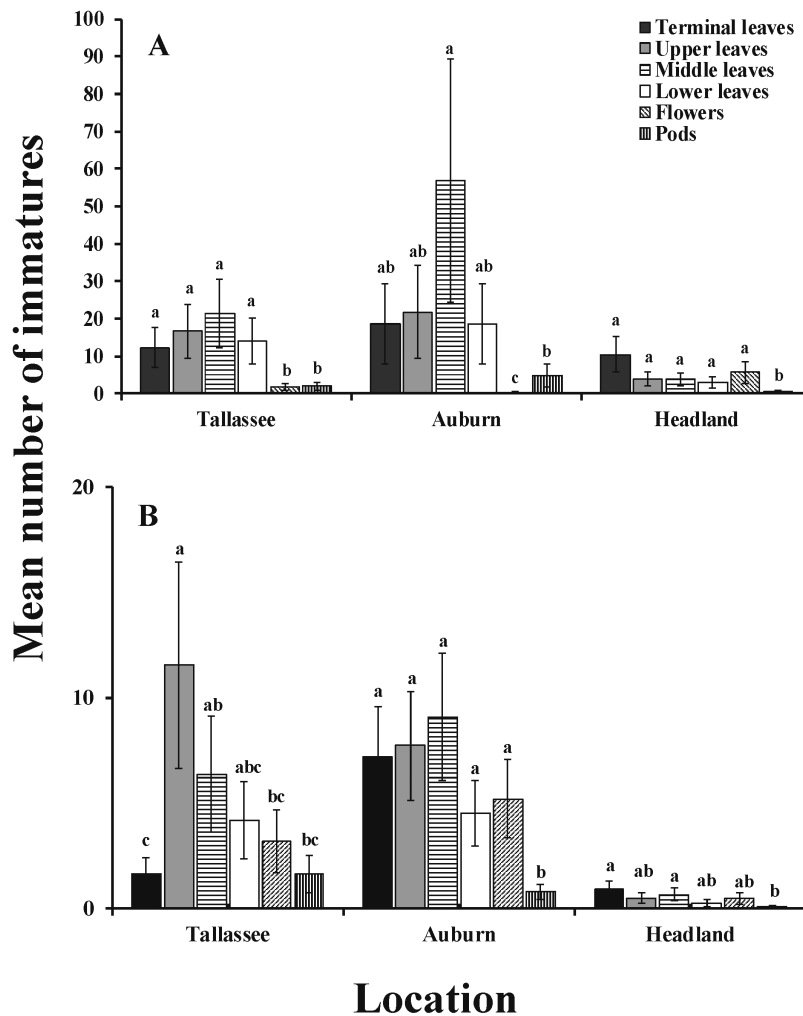 Mean number of immatures
A
100
90
80
70
60
50
40
30
20
10
0
Terminal leaves
Upper leaves
Middle leaves
Lower leaves
Flowers
Pods
a a a a b b
ab ab a ab c b
a a a a a b
Tallassee Auburn Headland
B
20
10
0
c a ab abc bc bc
a a a a a b
a ab a ab ab b
Tallassee Auburn Headland
Location